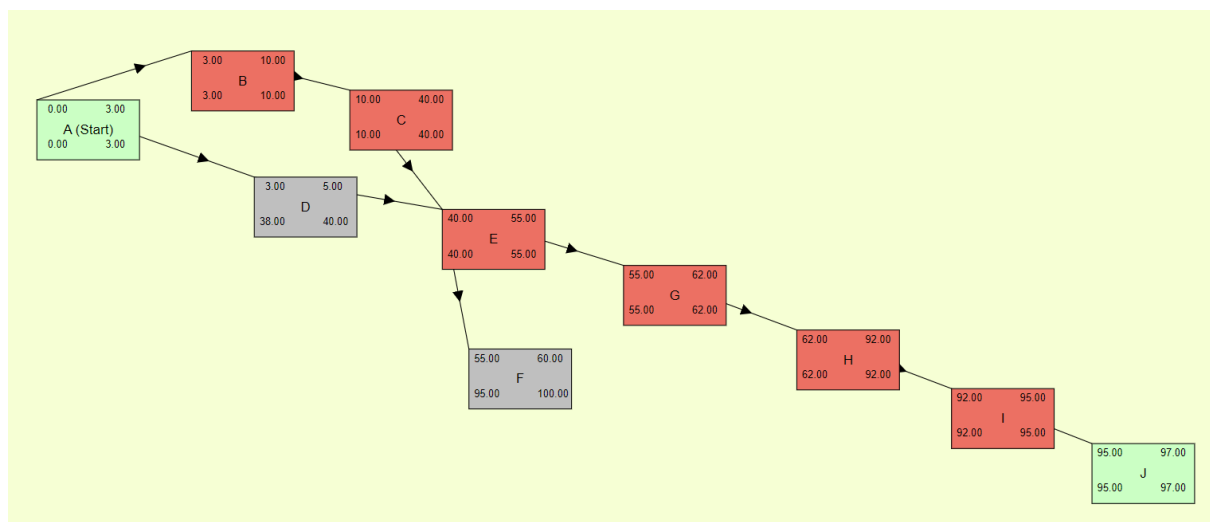 3.00 10.00
B
3.00 10.00
0.00 3.00
A (Start)
0.00 3.00
10.00 40.00
C
10.00 40.00
3.00 5.00
D
38.00 40.00
40.00 55.00
E
40.00 55.00
55.00 62.00
G
55.00 62.00
62.00 92.00
H
62.00 92.00
55.00 60.00
F
95.00 100.00
92.00 95.00
I
92.00 95.00
95.00 97.00
J
95.00 97.00